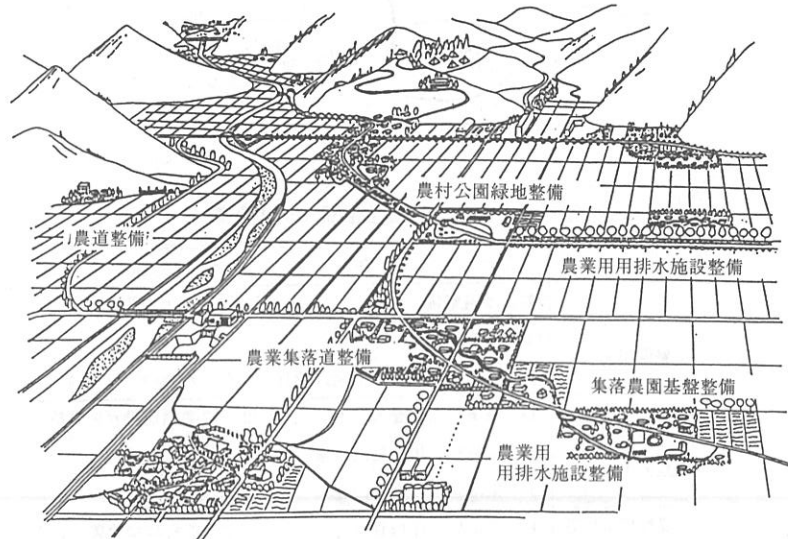 農村公園緑地整備
農道整備
農業用用排水施設整備
農業集落道整備
集落農園基盤整備
農業用
用排水施設整備